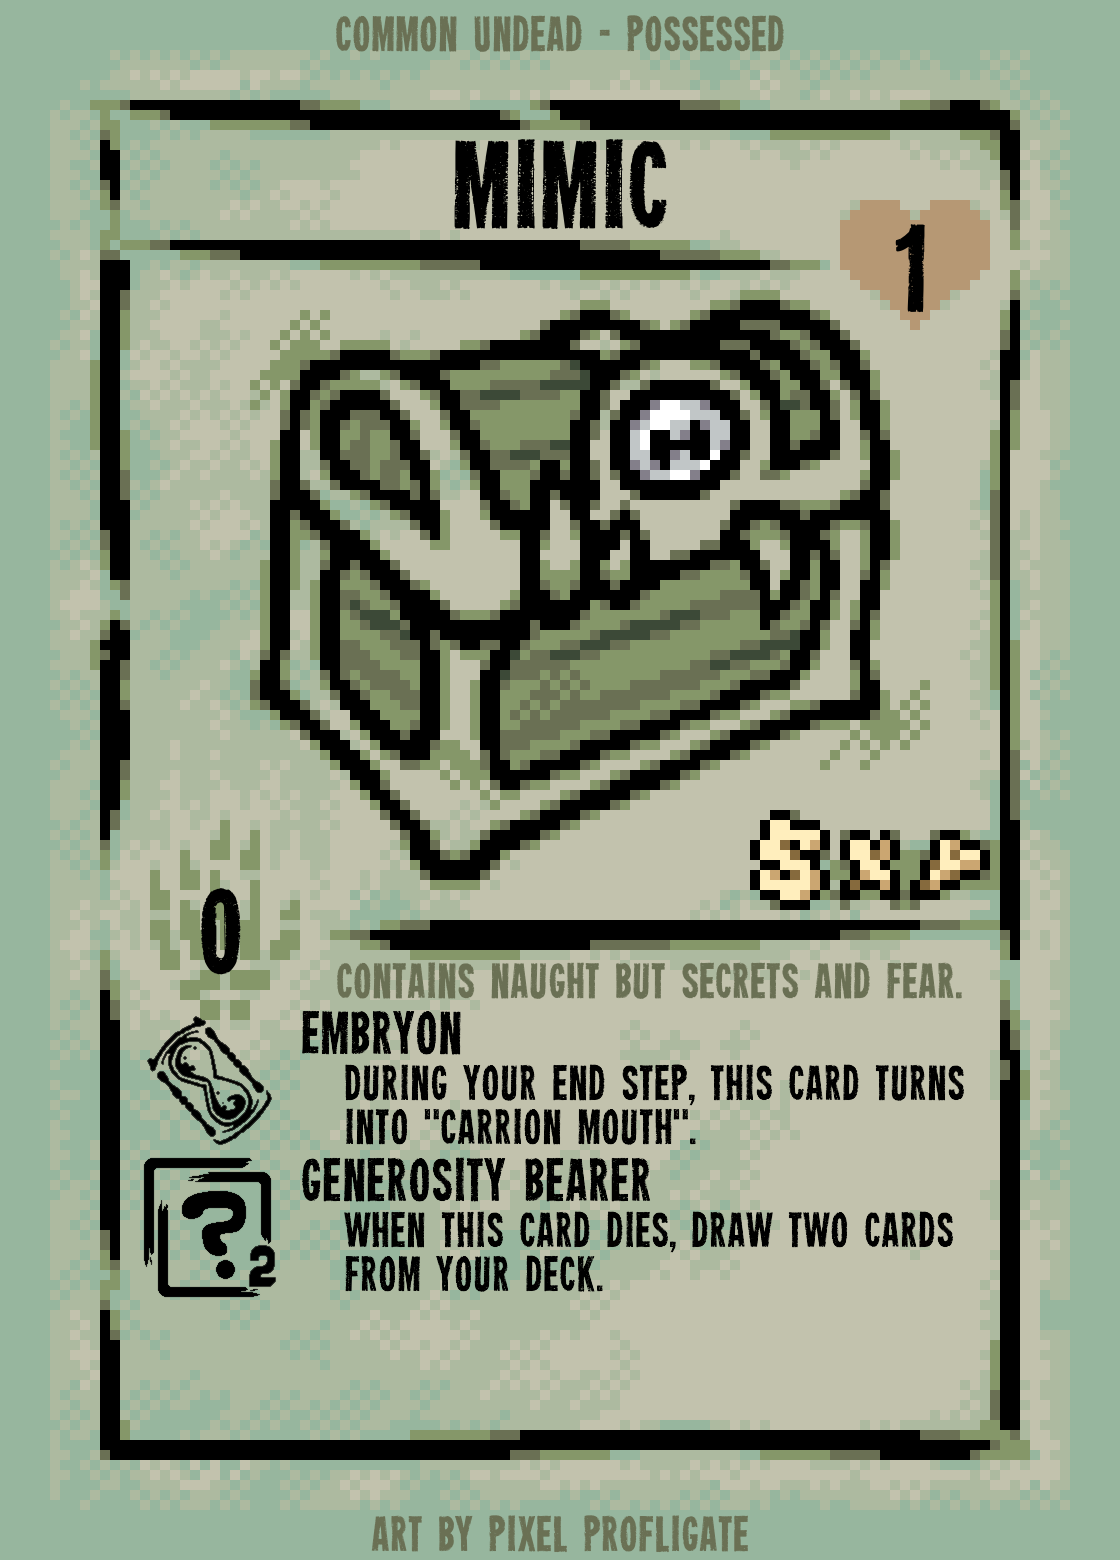 COMMON UNDEAD - POSSESSED
MIMIC
1
0
CONTAINS NAUGHT BUT SECRETS AND FEAR.
EMBRYON
DURING YOUR END STEP, THIS CARD TURNS
INTO "CARRION MOUTH".
GENEROSITY BEARER
?2
WHEN THIS CARD DIES, DRAW TWO CARDS
FROM YOUR DECK.
ART BY PIXEL PROFLIGATE